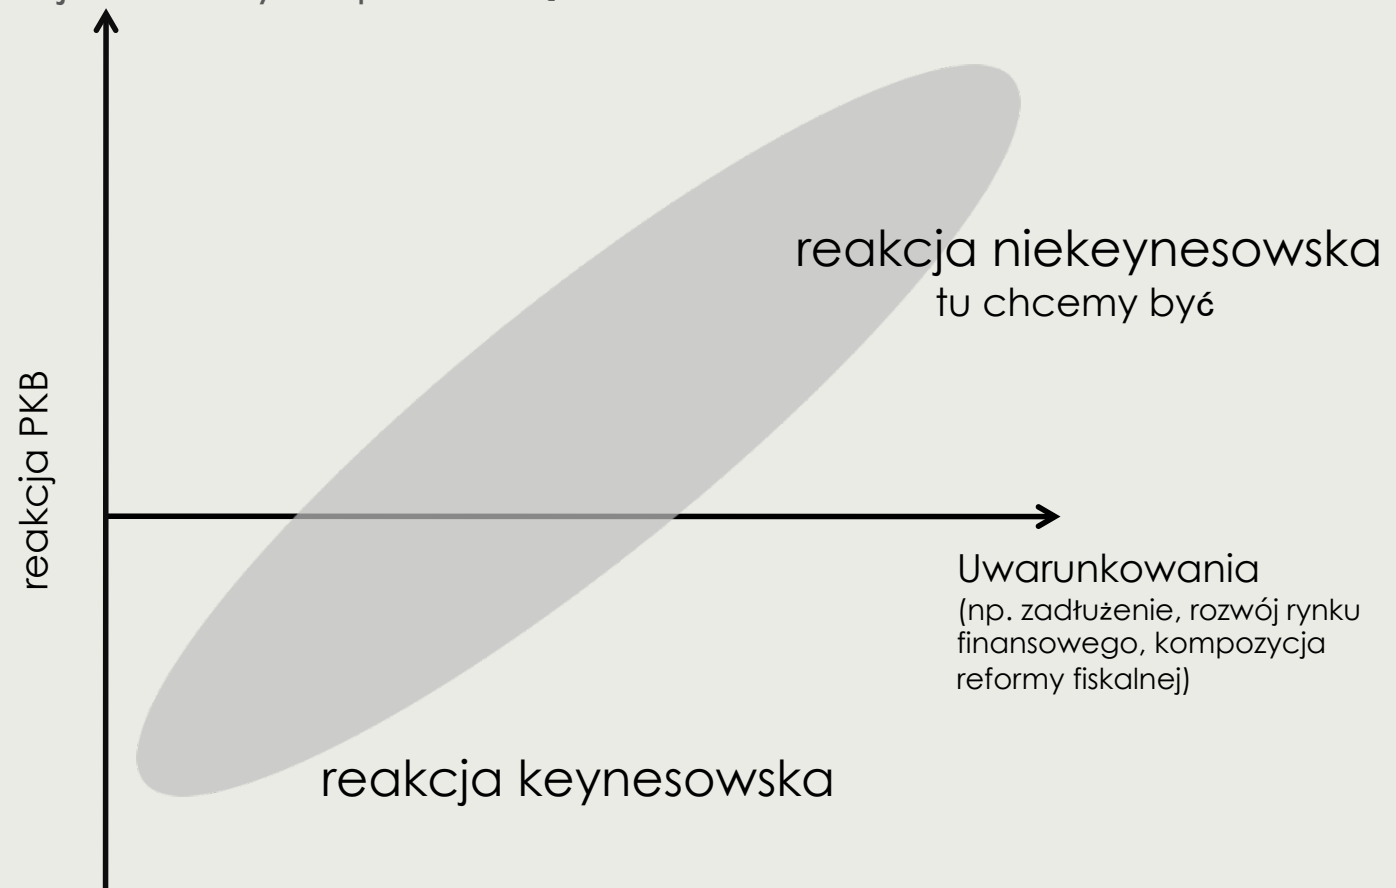 reakcja niekeynesowska
tu chcemy być
reakcja PKB
Uwarunkowania
(np. zadłużenie, rozwój rynku
finansowego, kompozycja
reformy fiskalnej)
reakcja keynesowska